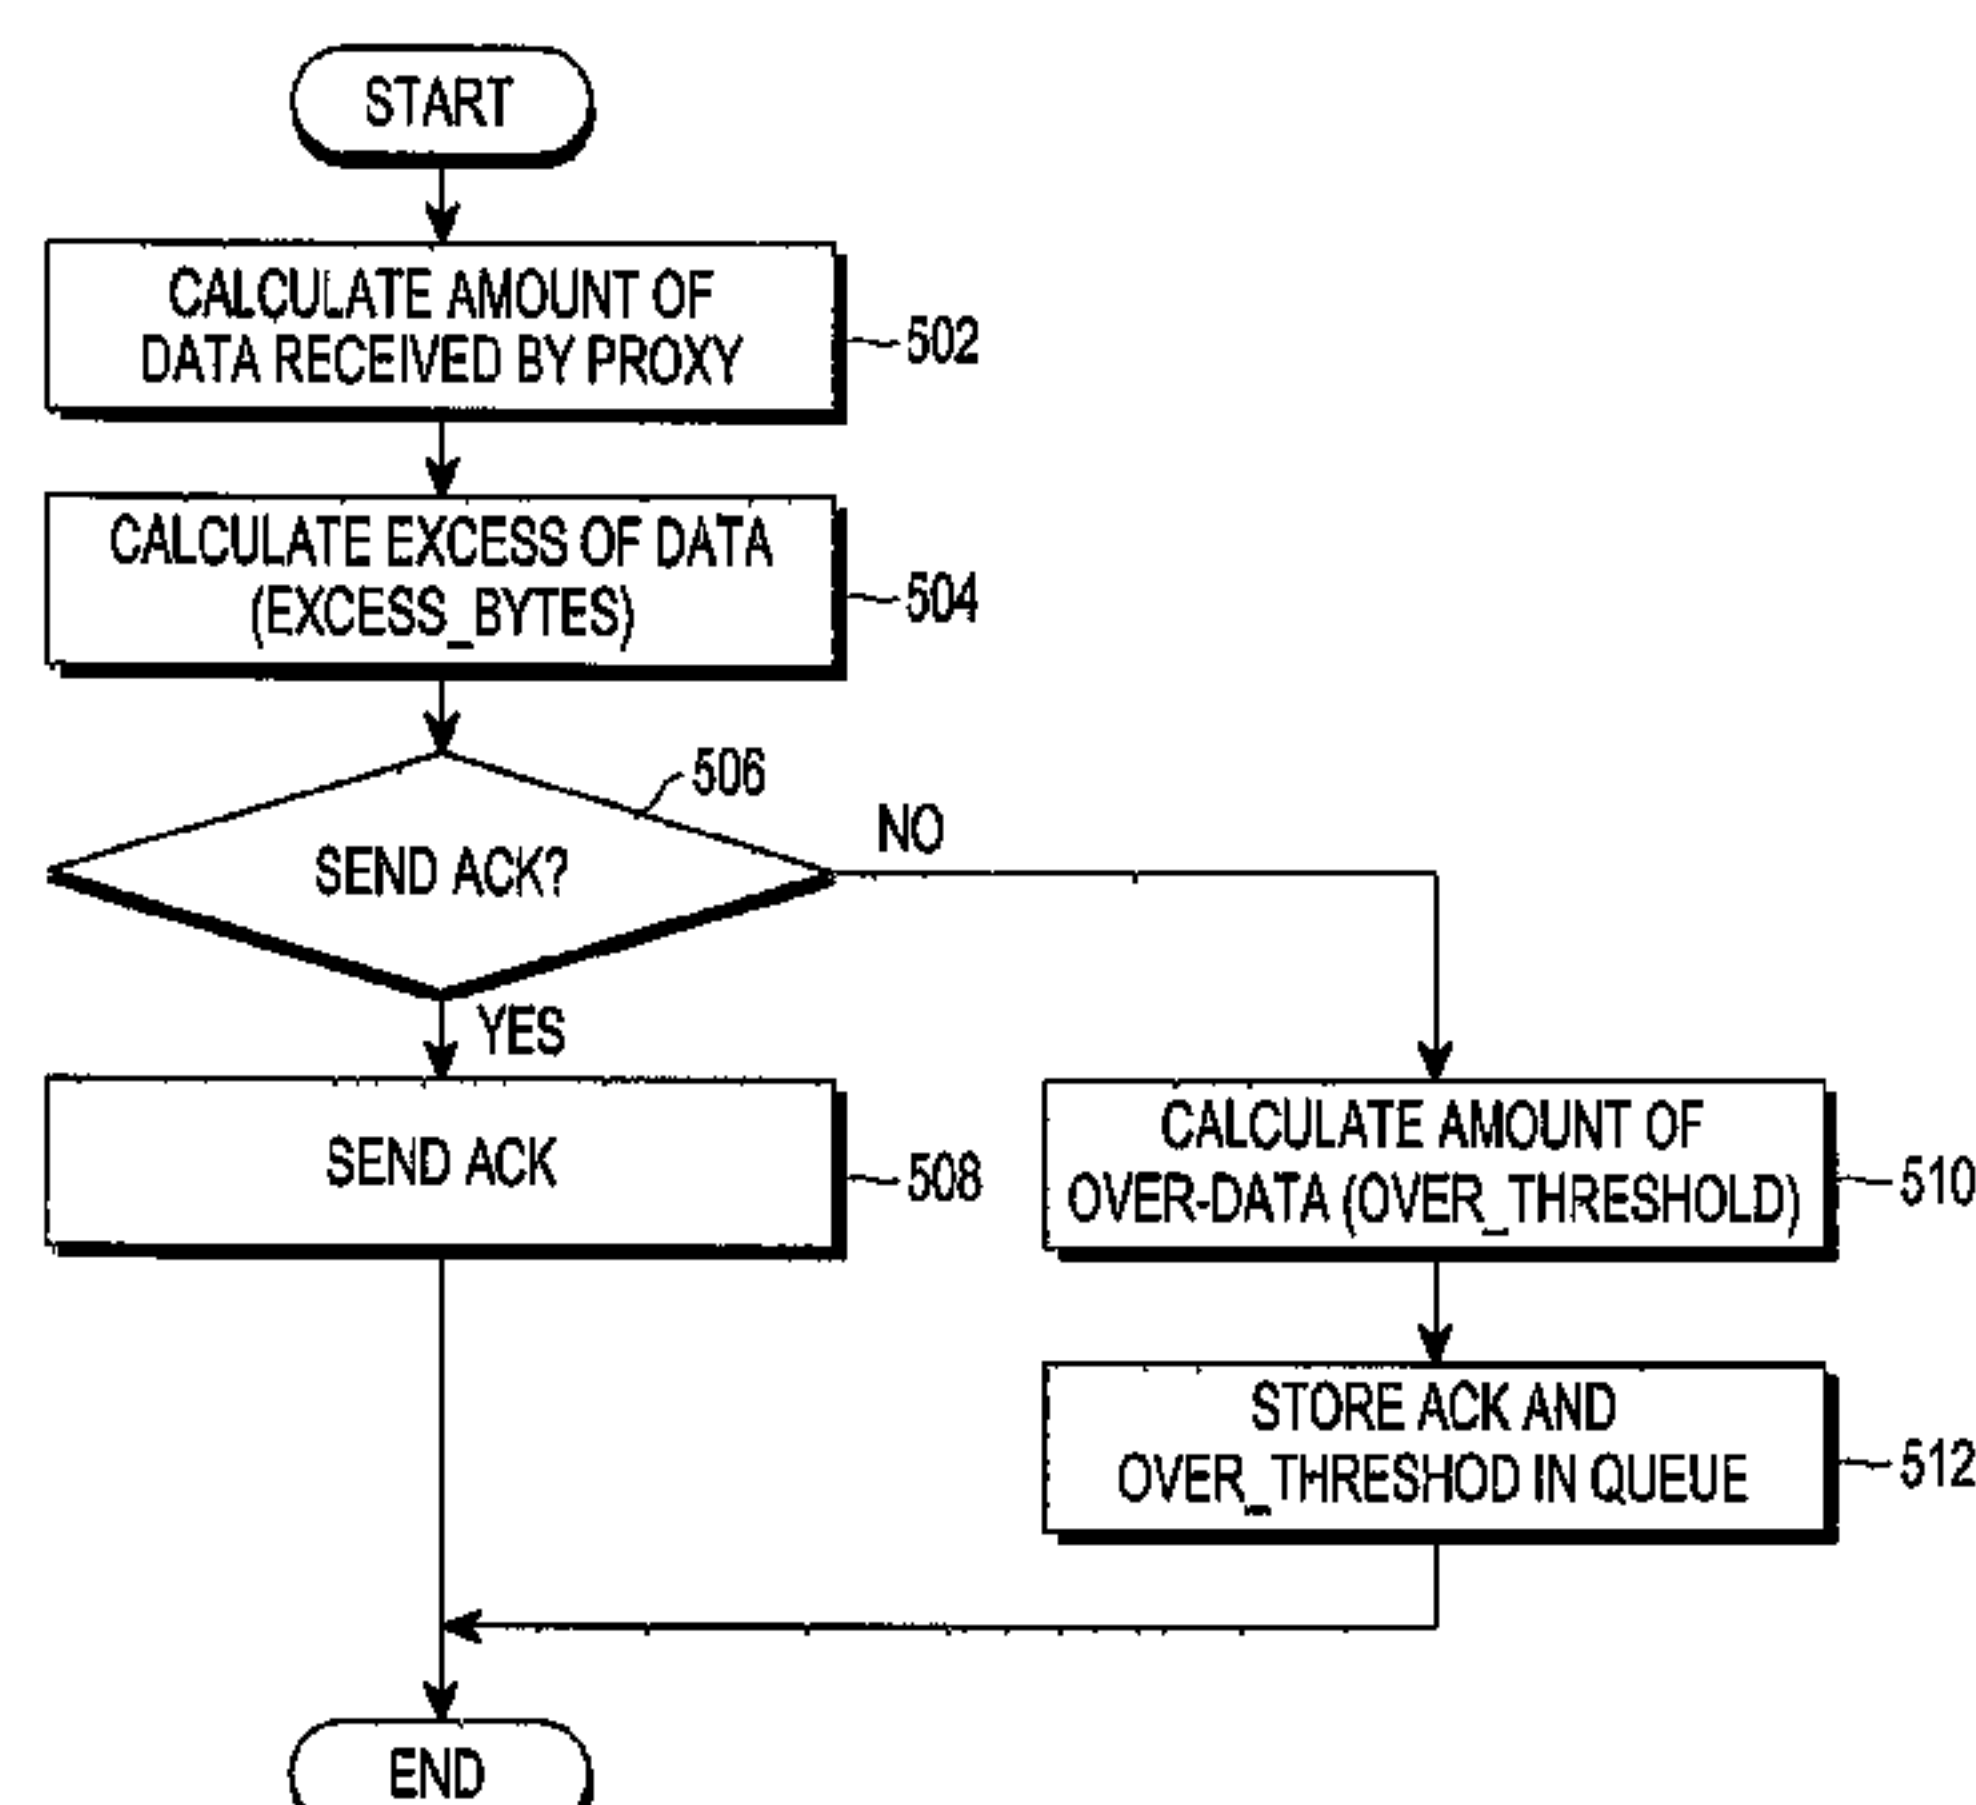 START
CALCULATE AMOUNT OF
DATA RECEIVED BY PROXY
502
CALCULATE EXCESS OF DATA
(EXCESS_BYTES)
504
506
SEND ACK?
NO
YES
SEND ACK
508
CALCULATE AMOUNT OF
OVER-DATA (OVER_THRESHOLD)
510
STORE ACK AND
OVER_THRESHOD IN QUEUE
512
END